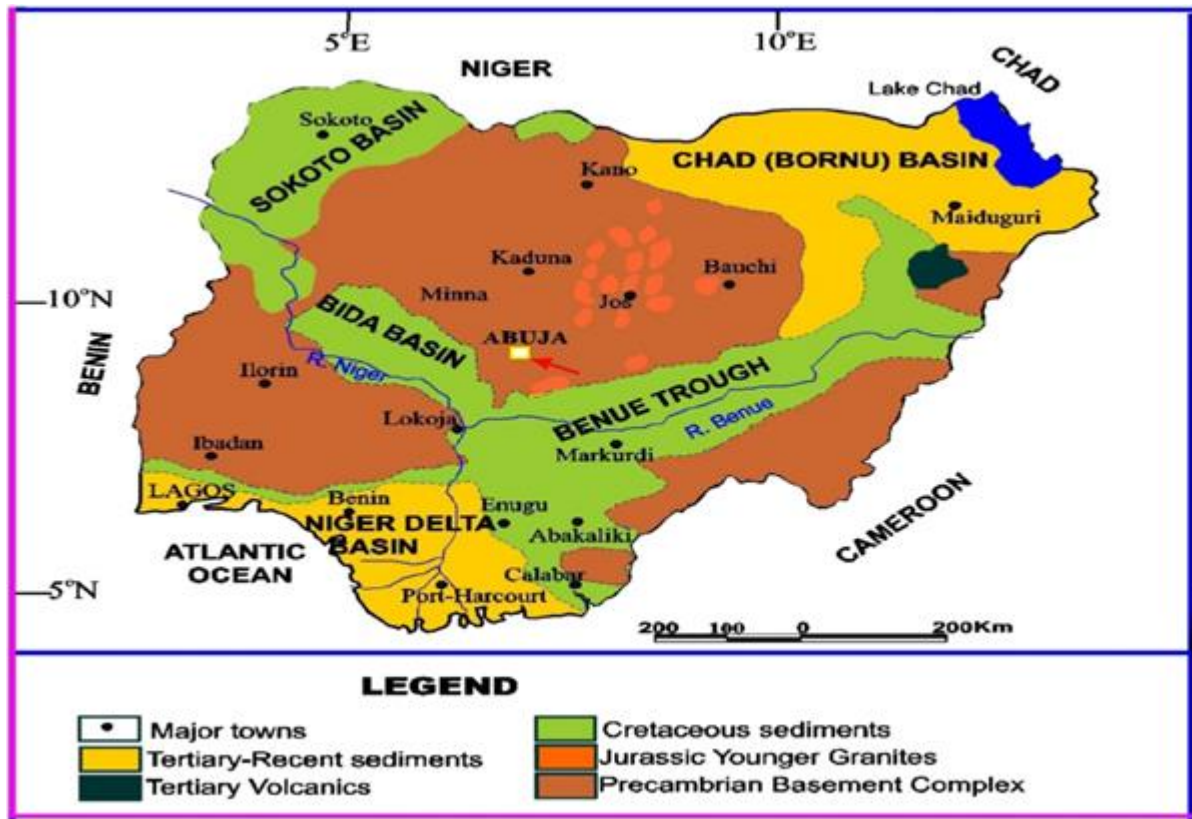 5°E
10°E
NIGER
CHAD
Lake Chad
Sokoto
SOKOTO BASIN
CHAD (BORNU) BASIN
Kano
Maiduguri
Kaduna
Bauchi
Minna
Jos
10°N
BIDA BASIN
ABUJA
BENIN
R. Niger
Ilorin
BENUE TROUGH
R. Benue
Lokoja
Ibadan
Markurdi
LAGOS
Benin
Enugu
NIGER DELTA
BASIN
Abakaliki
CAMEROON
ATLANTIC
OCEAN
Calabar
5°N
Port-Harcourt
200 100 0 200Km
LEGEND
Major towns
Cretaceous sediments
Tertiary-Recent sediments
Jurassic Younger Granites
Tertiary Volcanics
Precambrian Basement Complex